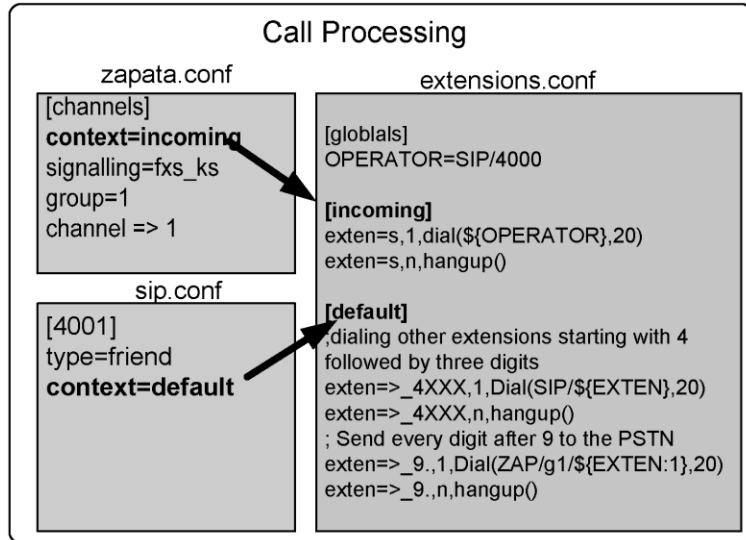 Call Processing
zapata.conf
[channels]
context=incoming
signalling=fxs_ks
group=1
channel => 1
sip.conf
[4001]
type=friend
context=default
extensions.conf
[globlals]
OPERATOR=SIP/4000
[incoming]
exten=s,1,dial(${OPERATOR},20)
exten=s,n,hangup()
[default]
;dialing other extensions starting with 4
followed by three digits
exten=>_4XXX,1,Dial(SIP/${EXTEN},20)
exten=>_4XXX,n,hangup()
; Send every digit after 9 to the PSTN
exten=>_9.,1,Dial(ZAP/g1/${EXTEN:1},20)
exten=>_9.,n,hangup()